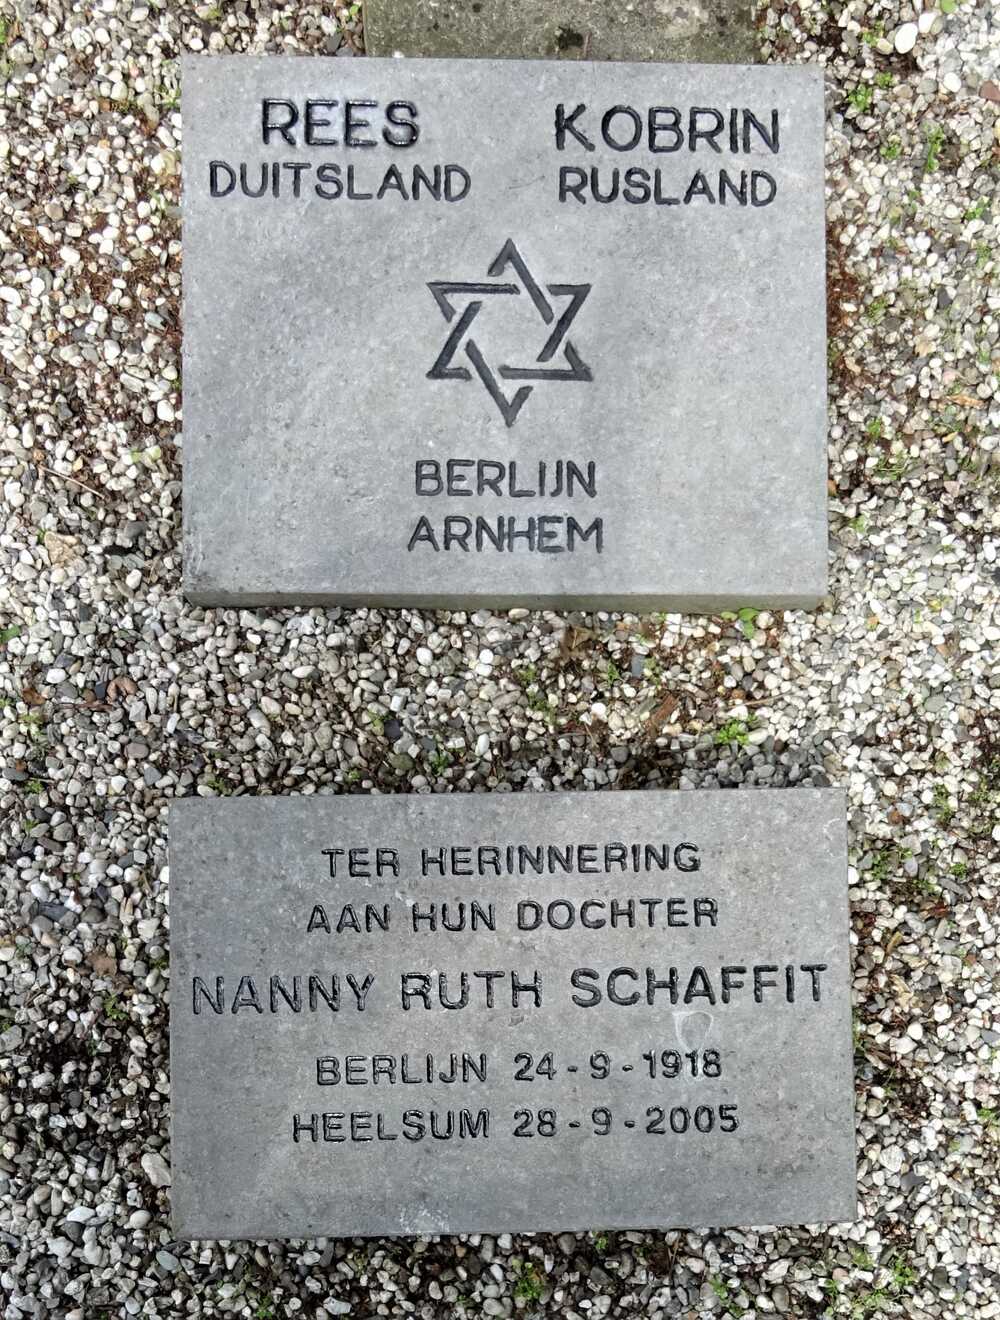 REES KOBRIN
DUITSLAND RUSLAND
BERLIJN
ARNHEM
TER HERINNERING
AAN HUN DOCHTER
NANNY RUTH SCHAFFIT
BERLIJN 24-9-1918
HEELSUM 28-9-2005